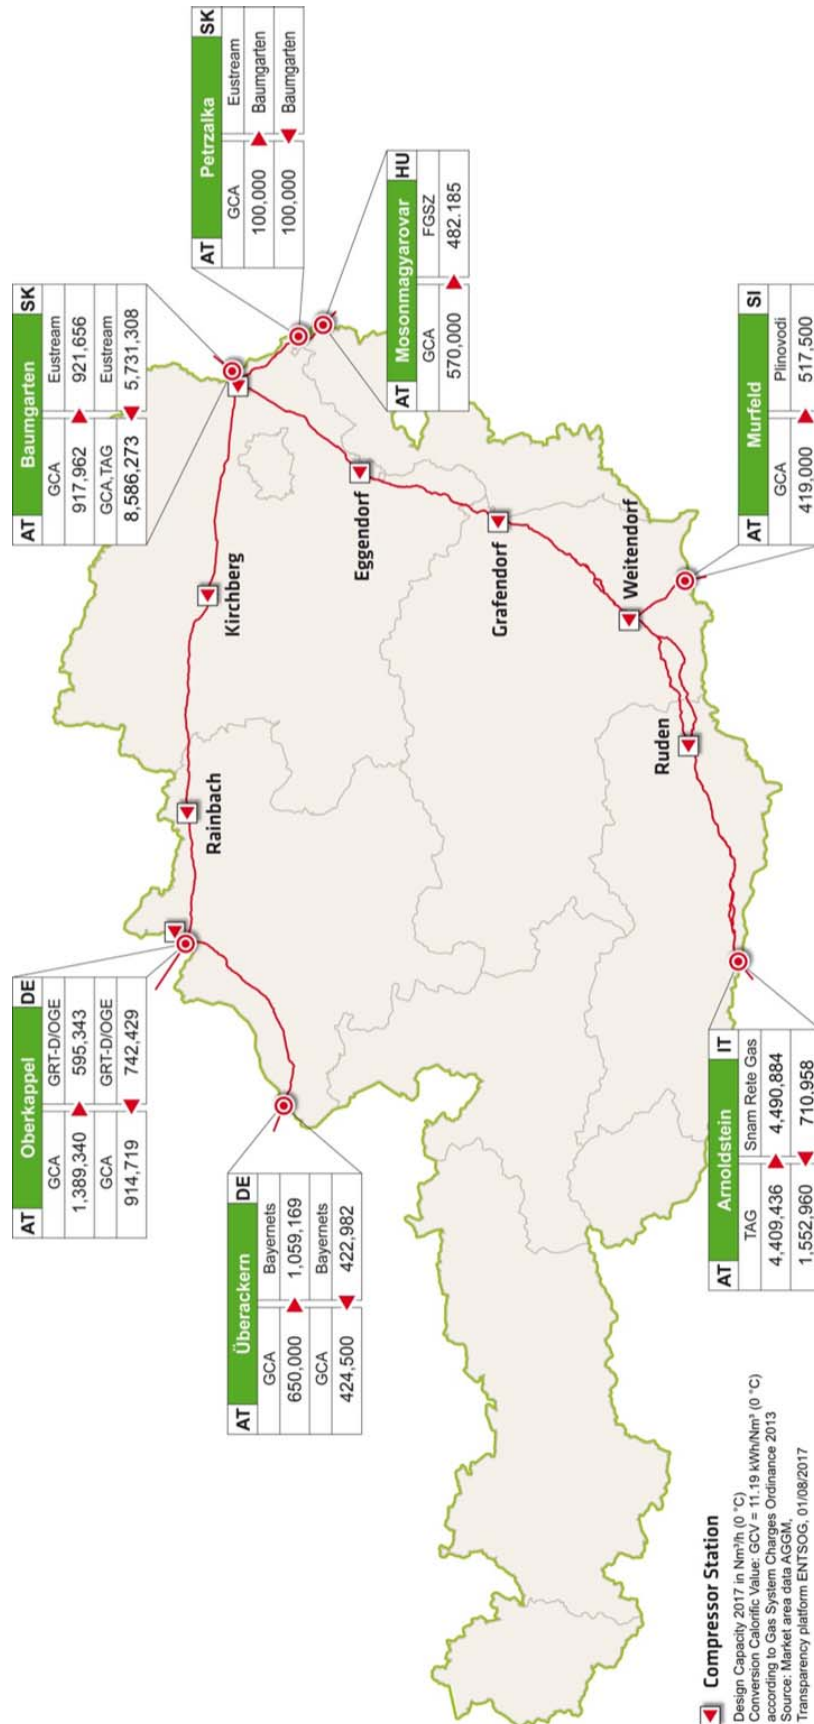 AT Oberkappel DE
GCA GRT-D/OGE
1,389,340 595,343
GCA GRT-D/OGE
914,719 742,429
AT Baumgarten SK
GCA Eustream
917,962 921,656
GCA,TAG Eustream
8,586,273 5,731,308
AT Petrzalka SK
GCA Eustream
100,000 Baumgarten
100,000 Baumgarten
AT Überackern DE
GCA Bayernets
650,000 1,059,169
GCA Bayernets
424,500 422,982
AT Mosonmagyarovar HU
GCA FGSZ
570,000 482.185
Rainbach
Kirchberg
Eggendorf
Grafendorf
Weitendorf
Ruden
AT Arnoldstein IT
TAG Snam Rete Gas
4,409,436 4,490,884
1,552,960 710.958
AT Murfeld SI
GCA Plinovodi
419,000 517,500
Compressor Station
Design Capacity 2017 in Nm³/h (0 °C)
Conversion Calorific Value: GCV = 11.19 kWh/Nm³ (0 °C)
according to Gas System Charges Ordinance 2013
Source: Market area data AGGM,
Transparency platform ENTSOG, 01/08/2017